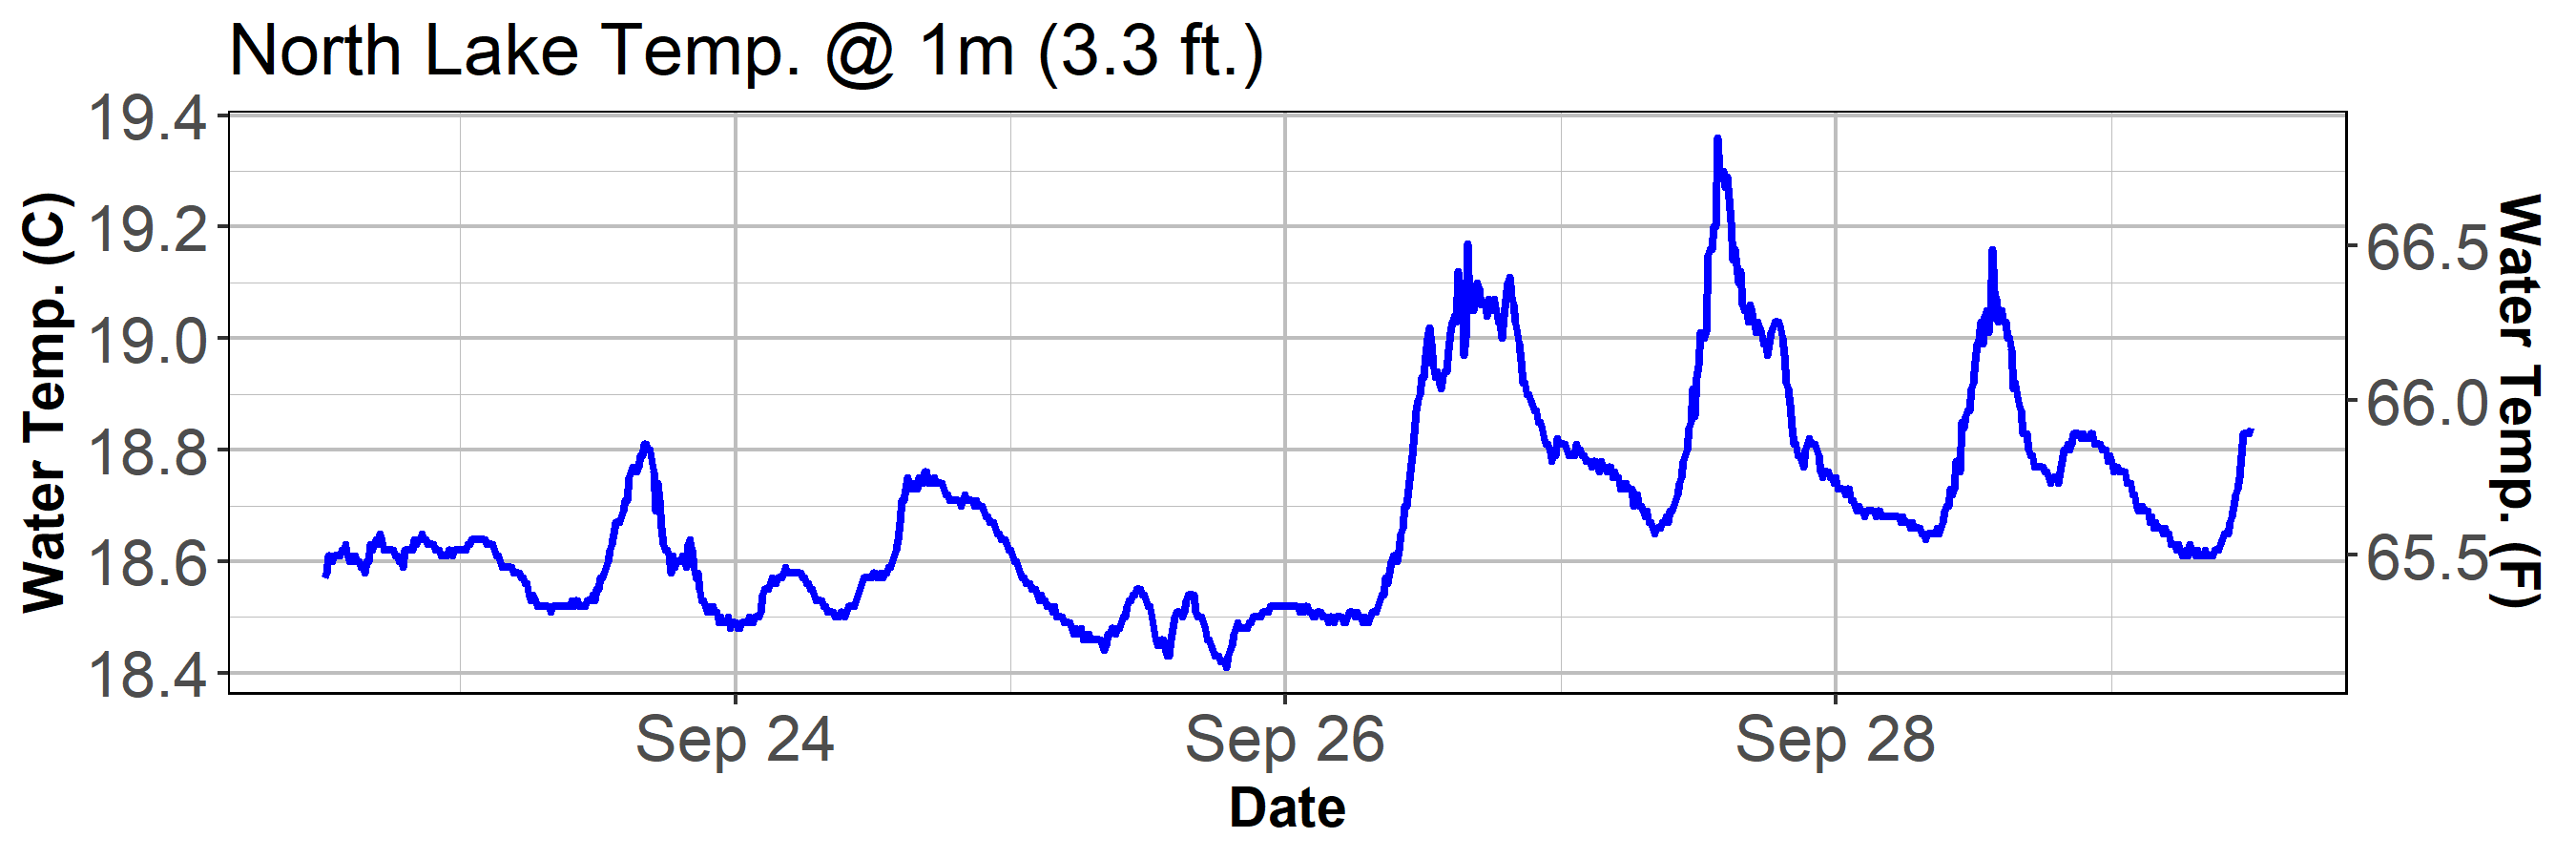 North Lake Temp. @ 1m (3.3 ft.)
Water Temp. (C)
19.4
19.2
19.0
18.8
18.6
18.4
66.5
66.0
65.5
Water Temp. (F)
Sep 24
Sep 26
Sep 28
Date